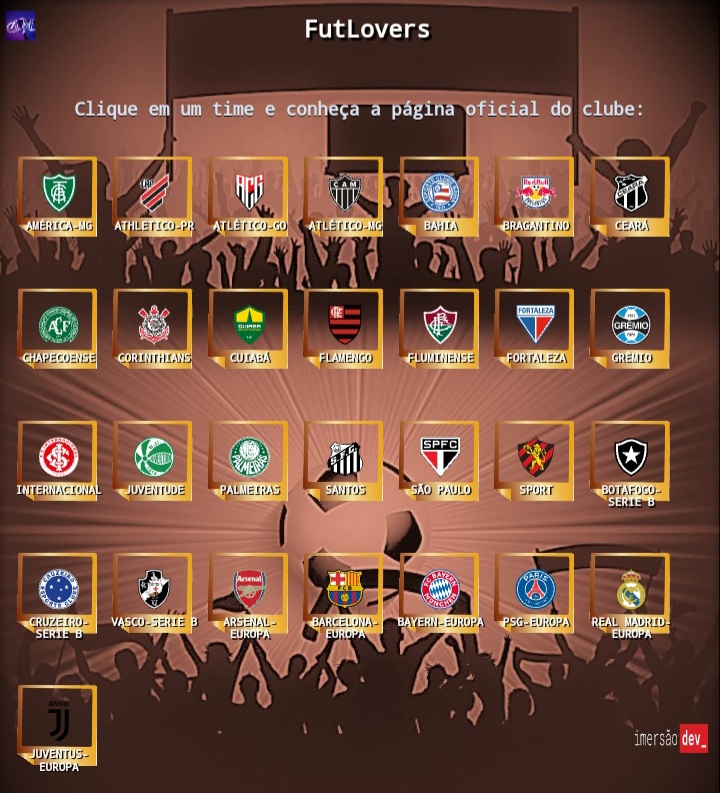 FutLovers
Clique em um time e conheça a página oficial do clube:
AMÉRICA-MG
ATHLETICO-PR
ATLÉTICO-GO
ATLÉTICO-MG
BAHIA
BRAGANTINO
CEARÁ
CHAPECOENSE
CORINTHIANS
CUIABÁ
FLAMENGO
FLUMINENSE
FORTALEZA
GRÊMIO
INTERNACIONAL
JUVENTUDE
PALMEIRAS
SANTOS
SÃO PAULO
SPORT
BOTAFOGO-
SERIE B
CRUZEIRO-
SERIE B
VASCO-SERIE B
ARSENAL-
EUROPA
BARCELONA-
EUROPA
BAYERN-EUROPA
PSG-EUROPA
REAL MADRID-
EUROPA
JUVENTUS-
EUROPA
imersão dev_